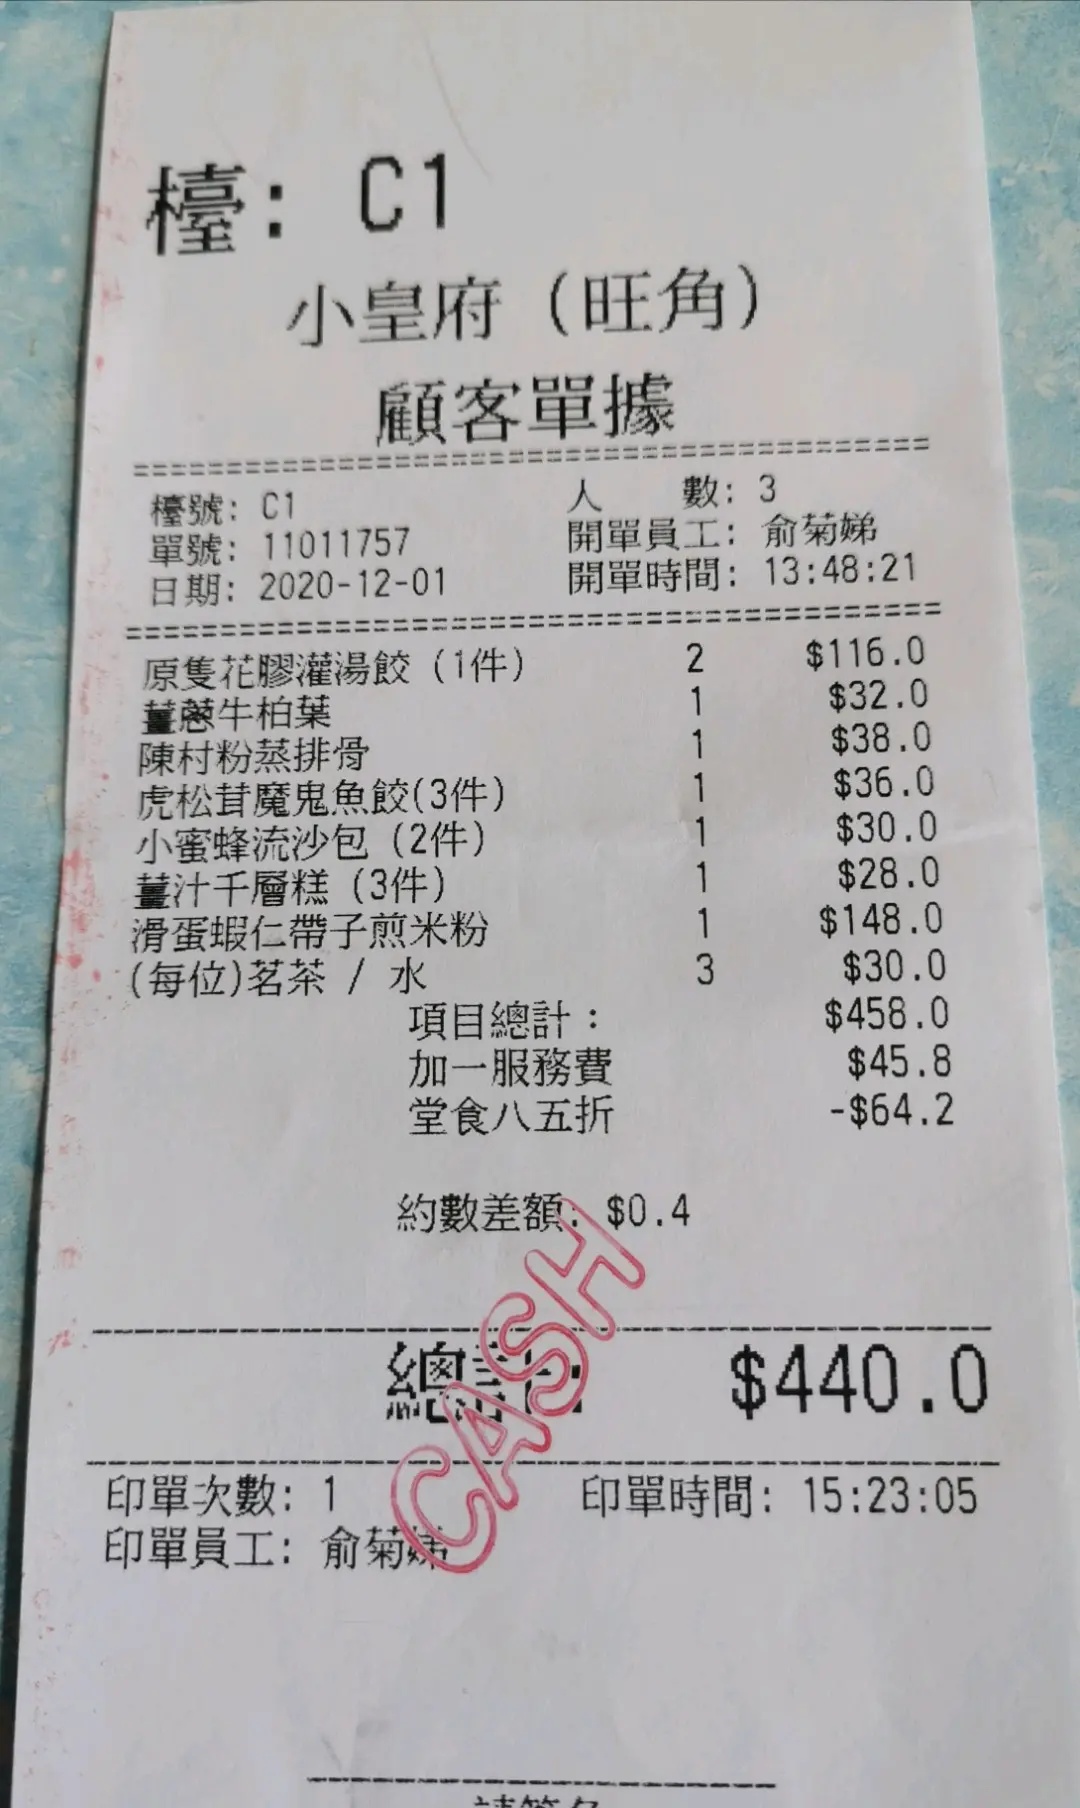 檯: C1
小皇府 (旺角)
顧客單據
檯號: C1 人 數: 3
單號: 11011757 開單員工: 俞菊娣
日期: 2020-12-01 開單時間: 13:48:21
原隻花膠灌湯餃 (1件) 2 $116.0
薑蔥牛柏葉 1 $32.0
陳村粉蒸排骨 1 $38.0
虎松茸魔鬼魚餃(3件) 1 $36.0
小蜜蜂流沙包 (2件) 1 $30.0
薑汁千層糕 (3件) 1 $28.0
滑蛋蝦仁帶子煎米粉 1 $148.0
(每位)茗茶 / 水 3 $30.0
項目總計: $458.0
加一服務費 $45.8
堂食八五折 -$64.2
約數差額: $0.4
總計: $440.0
CASH
印單次數: 1 印單時間: 15:23:05
印單員工: 俞菊娣